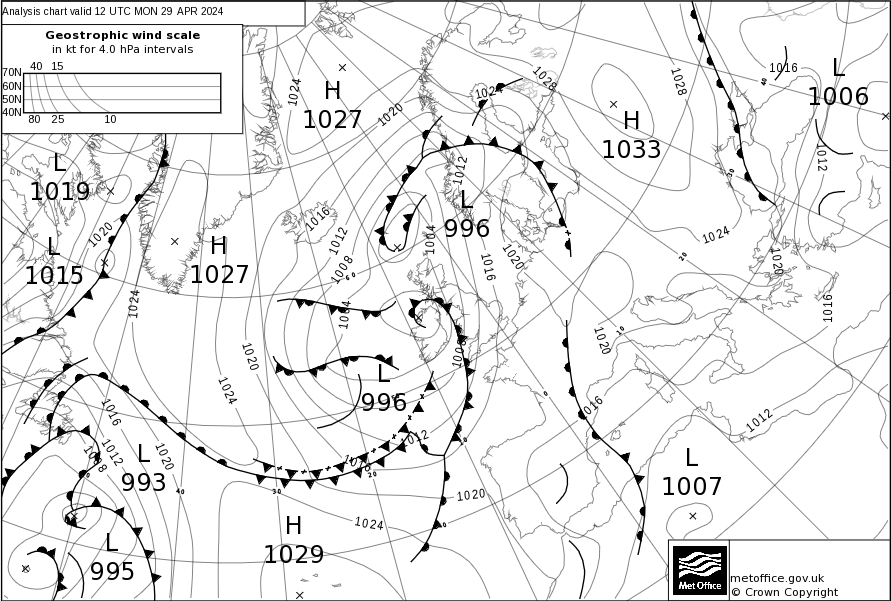 Analysis chart valid 12 UTC MON 29 APR 2024
Geostrophic wind scale
in kt for 4.0 hPa intervals
40 15
70N
60N
50N
40N
80 25 10
H
1027
L
1006
H
1033
L
1019
L
996
L
1015
H
1027
L
996
L
993
L
1007
H
1029
L
995
1024
1020
1024
1028
1028
1016
1012
1012
1016
1012
1008
1004
1004
1016
1020
1024
1020
1016
1020
1024
1020
1024
1020
1008
1016
1012
1016
1012
1008
1020
1012
1016
1020
1024
metoffice.gov.uk
© Crown Copyright
Met Office